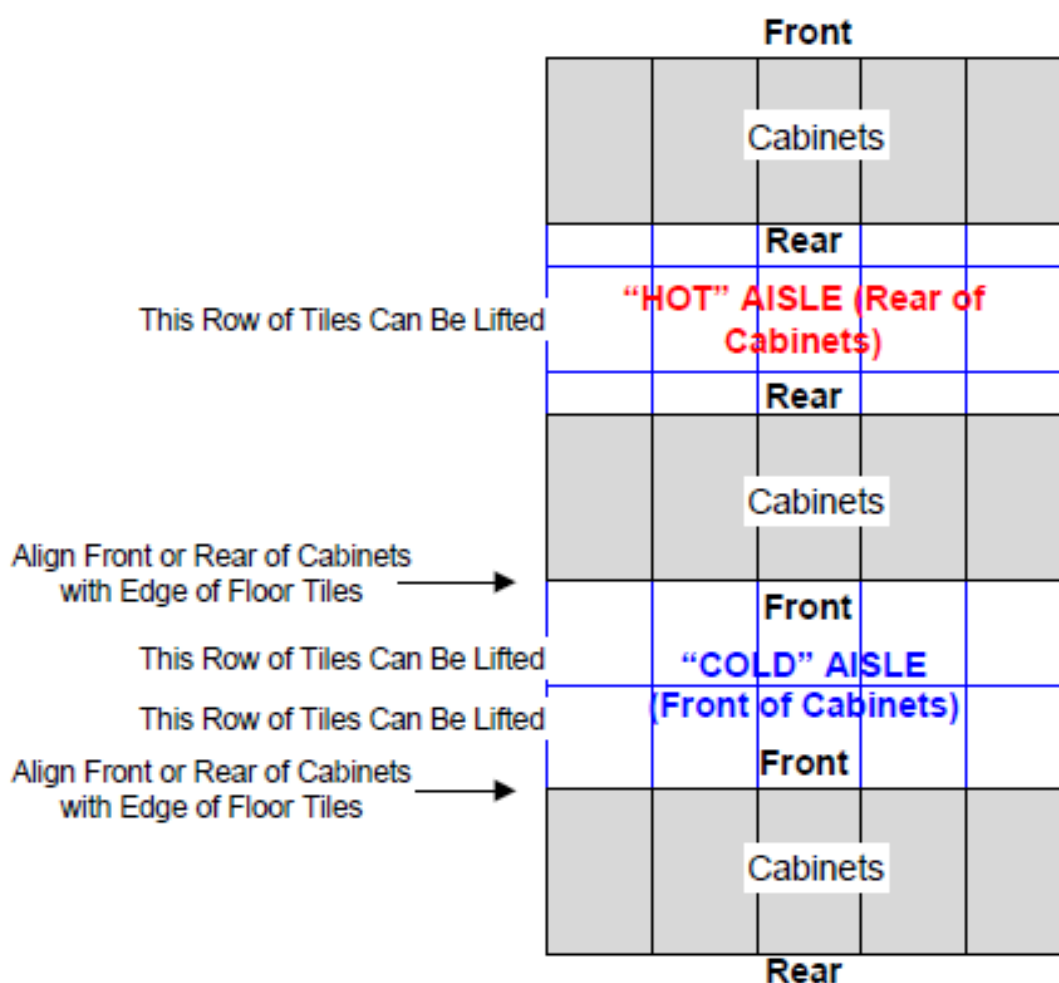 Front
Cabinets
Rear
This Row of Tiles Can Be Lifted
“HOT” AISLE (Rear of
Cabinets)
Rear
Cabinets
Align Front or Rear of Cabinets
with Edge of Floor Tiles
Front
This Row of Tiles Can Be Lifted
“COLD” AISLE
(Front of Cabinets)
This Row of Tiles Can Be Lifted
Front
Align Front or Rear of Cabinets
with Edge of Floor Tiles
Cabinets
Rear